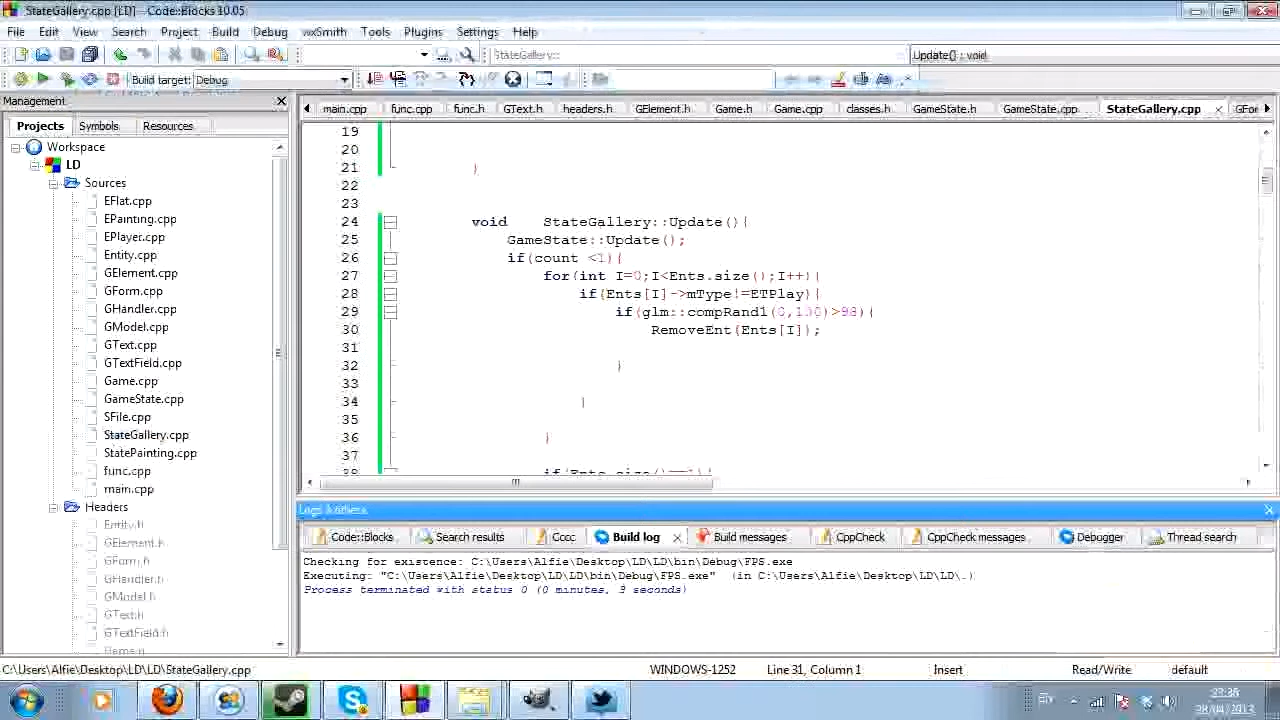 StateGallery.cpp [LD] - Code::Blocks 10.05
File Edit View Search Project Build Debug wxSmith Tools Plugins Settings Help
StateGallery:: Update() : void
Build target: Debug
Management
Projects Symbols Resources
Workspace
LD
Sources
EFlat.cpp
EPainting.cpp
EPlayer.cpp
Entity.cpp
GElement.cpp
GForm.cpp
GHandler.cpp
GModel.cpp
GText.cpp
GTextField.cpp
Game.cpp
GameState.cpp
SFile.cpp
StateGallery.cpp
StatePainting.cpp
func.cpp
main.cpp
Headers
Entity.h
GElement.h
GForm.h
GHandler.h
GModel.h
GText.h
GTextField.h
main.cpp func.cpp func.h GText.h headers.h GElement.h Game.h Game.cpp classes.h GameState.h GameState.cpp StateGallery.cpp GFor
19
20
21 }
22
23
24 void StateGallery::Update(){
25 GameState::Update();
26 if(count <1){
27 for(int I=0;I<Ents.size();I++){
28 if(Ents[I]->mType!=ETPlay){
29 if(glm::compRand1(0,100)>98){
30 RemoveEnt(Ents[I]);
31
32 }
33
34 }
35
36 }
37
38 if(Ents.size()==1){
Logs & others
Code::Blocks Search results Cccc Build log Build messages CppCheck CppCheck messages Debugger Thread search
Checking for existence: C:\Users\Alfie\Desktop\LD\LD\bin\Debug\FPS.exe
Executing: "C:\Users\Alfie\Desktop\LD\LD\bin\Debug\FPS.exe" (in C:\Users\Alfie\Desktop\LD\LD\.)
Process terminated with status 0 (0 minutes, 9 seconds)
C:\Users\Alfie\Desktop\LD\LD\StateGallery.cpp WINDOWS-1252 Line 31, Column 1 Insert Read/Write default
28/04/2013